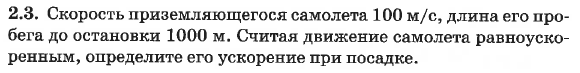 2.3. Скорость приземляющегося самолета 100 м/с, длина его про-
бега до остановки 1000 м. Считая движение самолета равноуско-
ренным, определите его ускорение при посадке.